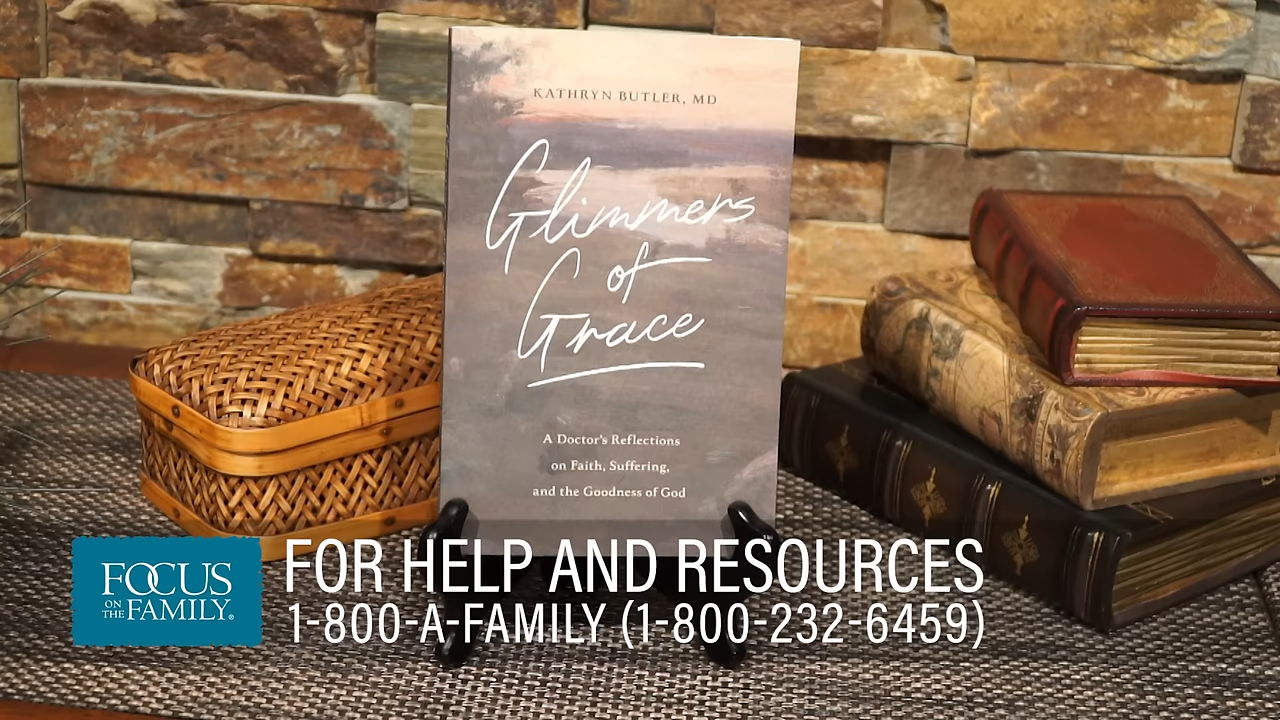 KATHRYN BUTLER, MD
Glimmers
of
Grace
A Doctor's Reflections
on Faith, Suffering,
and the Goodness of God
FOCUS
ON THE FAMILY®
FOR HELP AND RESOURCES
1-800-A-FAMILY (1-800-232-6459)